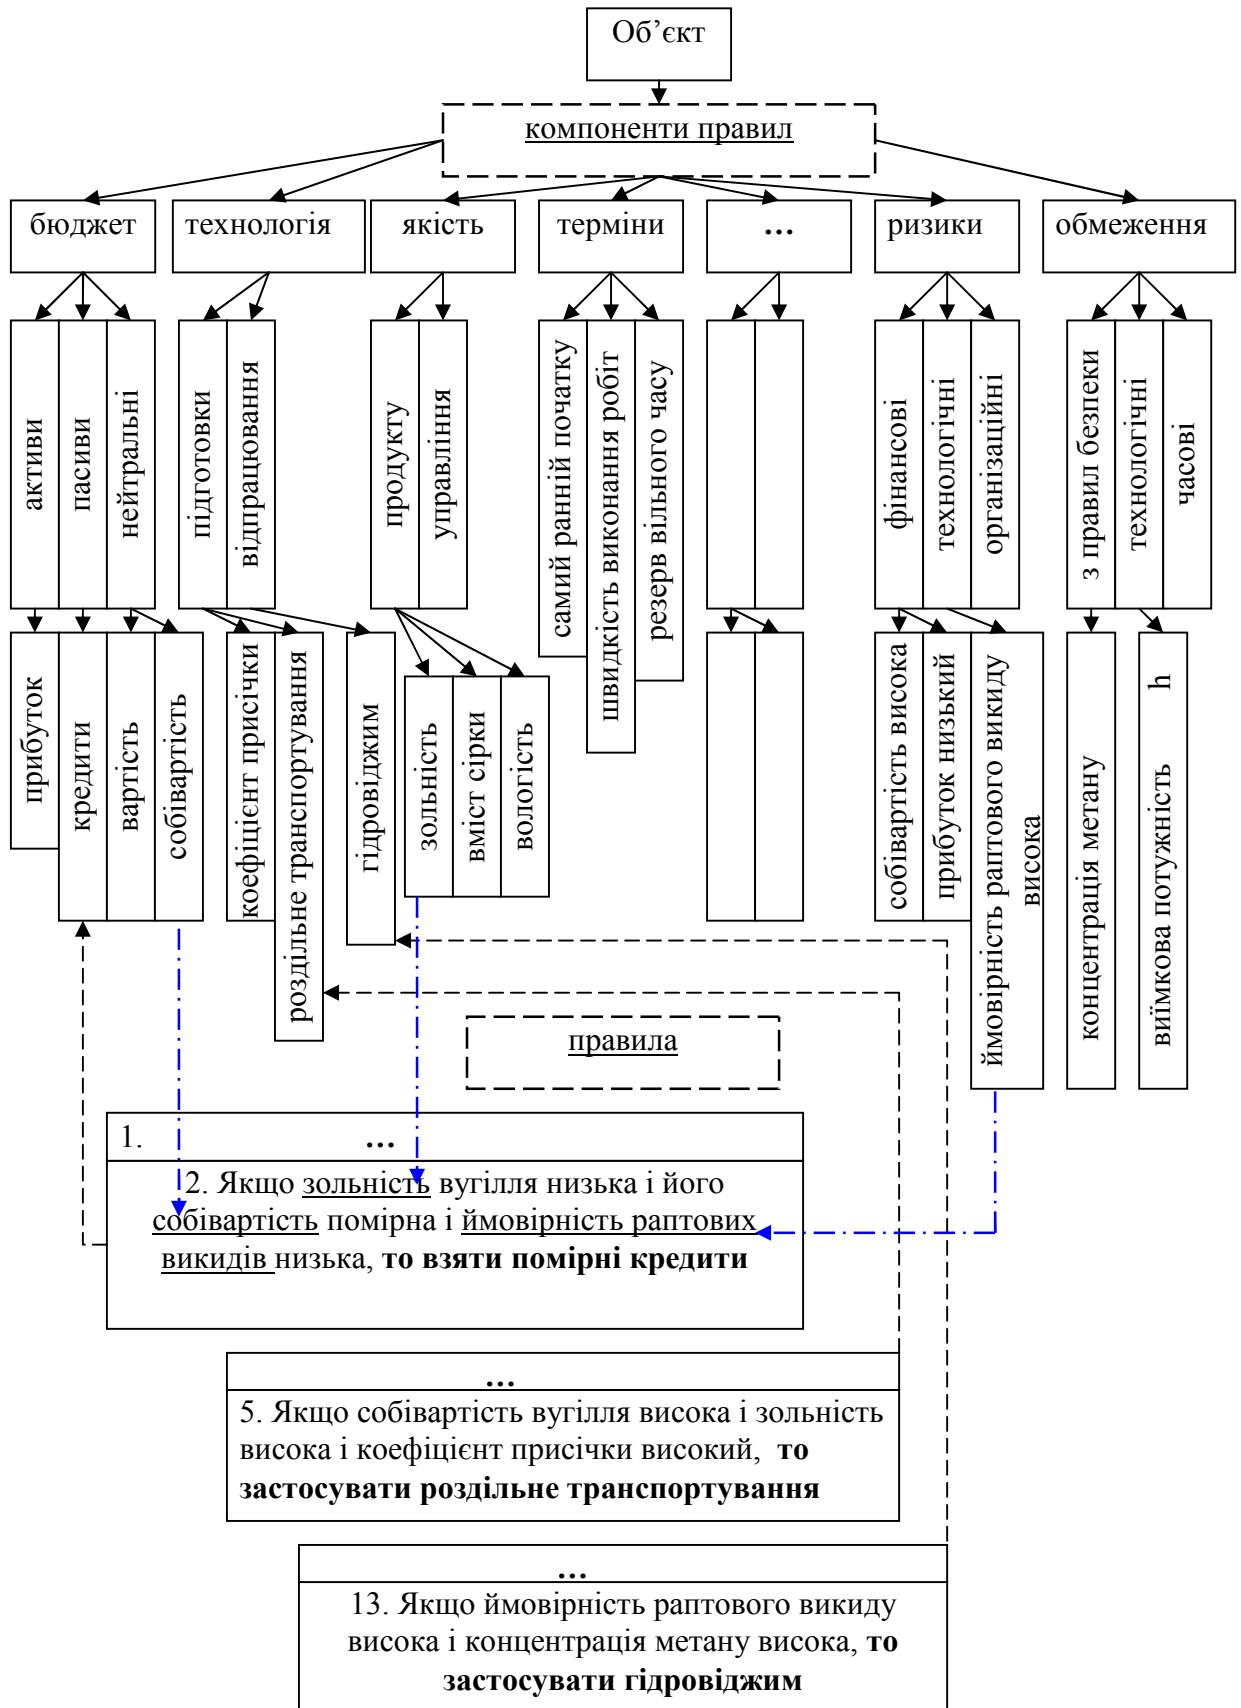 Об’єкт
компоненти правил
бюджет
технологія
якість
терміни
...
ризики
обмеження
активи
пасиви
нейтральні
підготовки
відпрацювання
продукту
управління
самий ранній початку
швидкість виконання робіт
резерв вільного часу
фінансові
технологічні
організаційні
з правил безпеки
технологічні
часові
прибуток
кредити
вартість
собівартість
коефіцієнт присічки
роздільне транспортування
гідровіджим
зольність
вміст сірки
вологість
собівартість висока
прибуток низький
ймовірність раптового викиду
висока
концентрація метану
виїмкова потужність h
правила
1. ...
2. Якщо зольність вугілля низька і його
собівартість помірна і ймовірність раптових
викидів низька, то взяти помірні кредити
...
5. Якщо собівартість вугілля висока і зольність
висока і коефіцієнт присічки високий, то
застосувати роздільне транспортування
...
13. Якщо ймовірність раптового викиду
висока і концентрація метану висока, то
застосувати гідровіджим